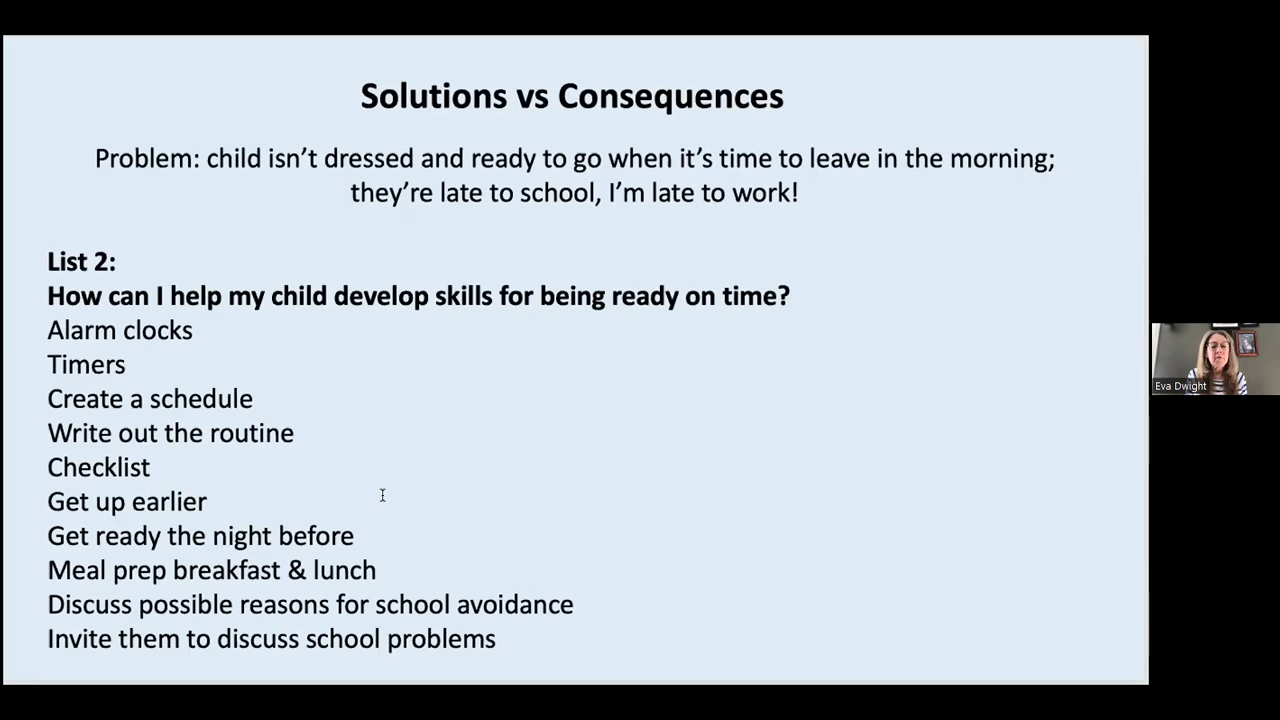 Solutions vs Consequences
Problem: child isn’t dressed and ready to go when it’s time to leave in the morning;
they’re late to school, I’m late to work!
List 2:
How can I help my child develop skills for being ready on time?
Alarm clocks
Timers
Create a schedule
Write out the routine
Checklist
Get up earlier
Get ready the night before
Meal prep breakfast & lunch
Discuss possible reasons for school avoidance
Invite them to discuss school problems
Eva Dwight